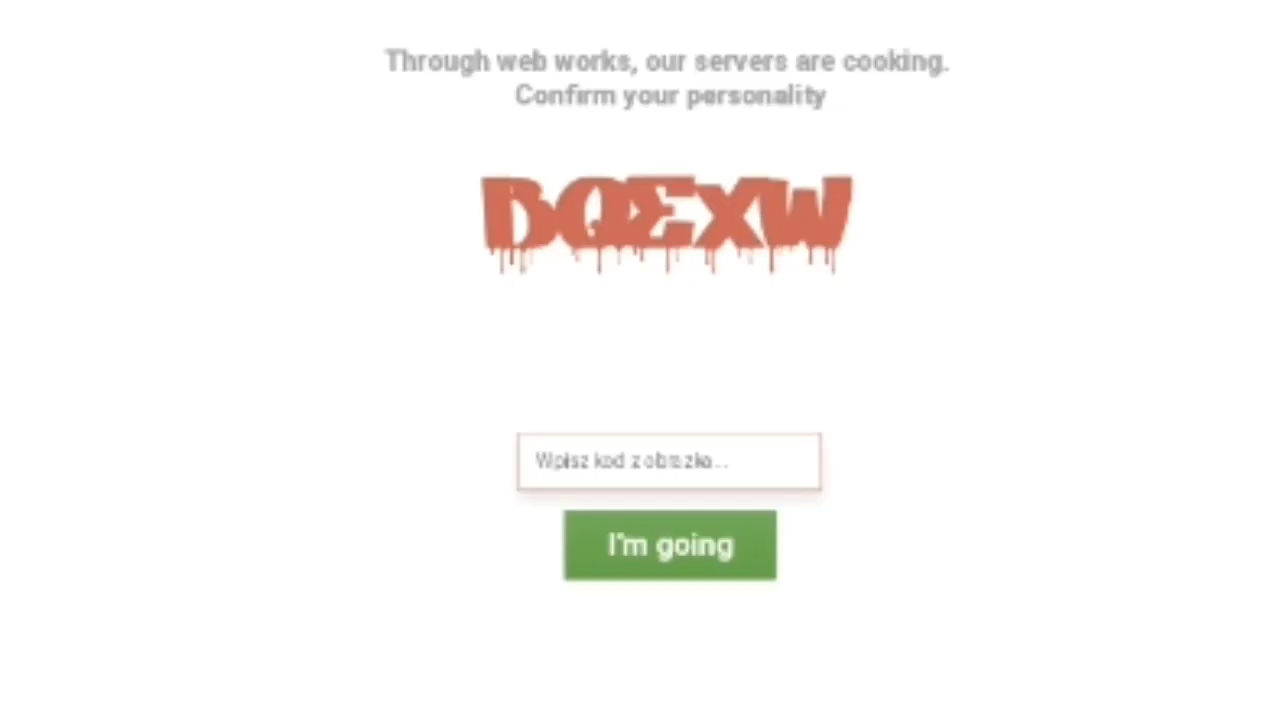 Through web works, our servers are cooking.
Confirm your personality
Wpisz kod z obrazka...
I'm going